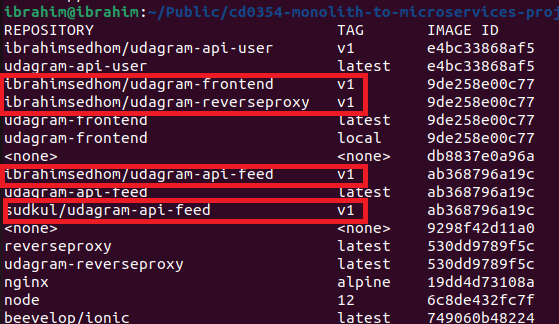 ibrahim@ibrahim:~/Public/cd0354-monolith-to-microservices-proj
REPOSITORY TAG IMAGE ID
ibrahimsedhom/udagram-api-user v1 e4bc33868af5
udagram-api-user latest e4bc33868af5
ibrahimsedhom/udagram-frontend v1 9de258e00c77
ibrahimsedhom/udagram-reverseproxy v1 9de258e00c77
udagram-frontend latest 9de258e00c77
udagram-frontend local 9de258e00c77
<none> <none> db8837e0a96a
ibrahimsedhom/udagram-api-feed v1 ab368796a19c
udagram-api-feed latest ab368796a19c
sudkul/udagram-api-feed v1 ab368796a19c
<none> <none> 9298f42d11a0
reverseproxy latest 530dd9789f5c
udagram-reverseproxy latest 530dd9789f5c
nginx alpine 19dd4d73108a
node 12 6c8de432fc7f
beevelop/ionic latest 749060b48224